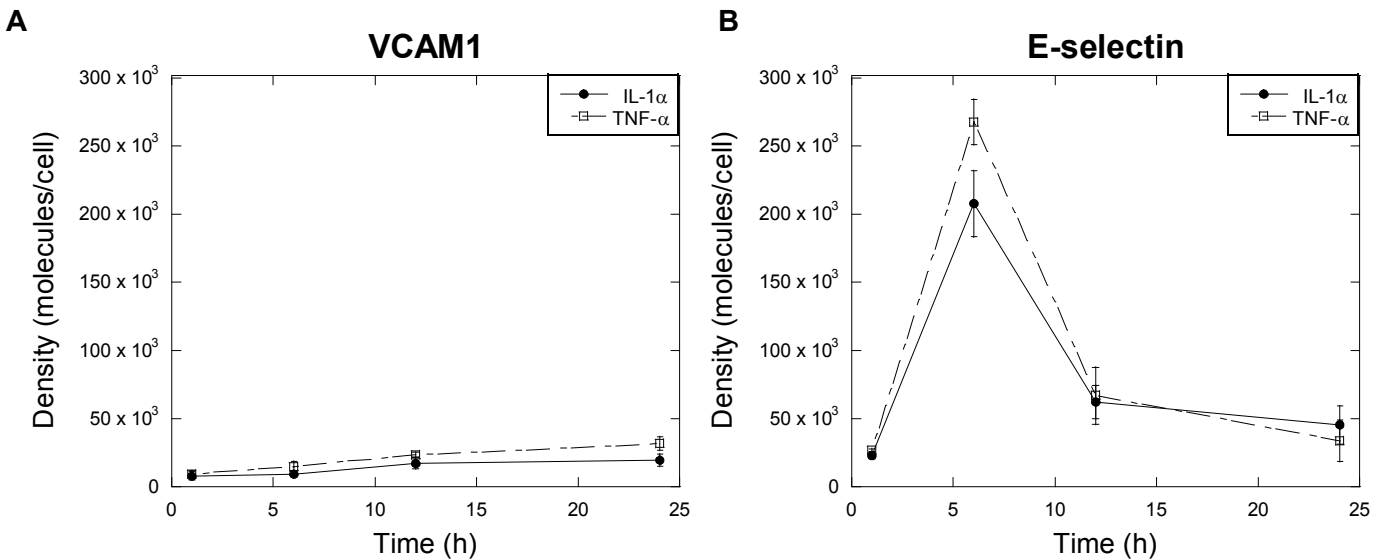 A
VCAM1
300 x 10³
250 x 10³
200 x 10³
150 x 10³
100 x 10³
50 x 10³
0
Density (molecules/cell)
0 5 10 15 20 25
Time (h)
IL-1α
TNF-α
B
E-selectin
300 x 10³
250 x 10³
200 x 10³
150 x 10³
100 x 10³
50 x 10³
0
Density (molecules/cell)
0 5 10 15 20 25
Time (h)
IL-1α
TNF-α